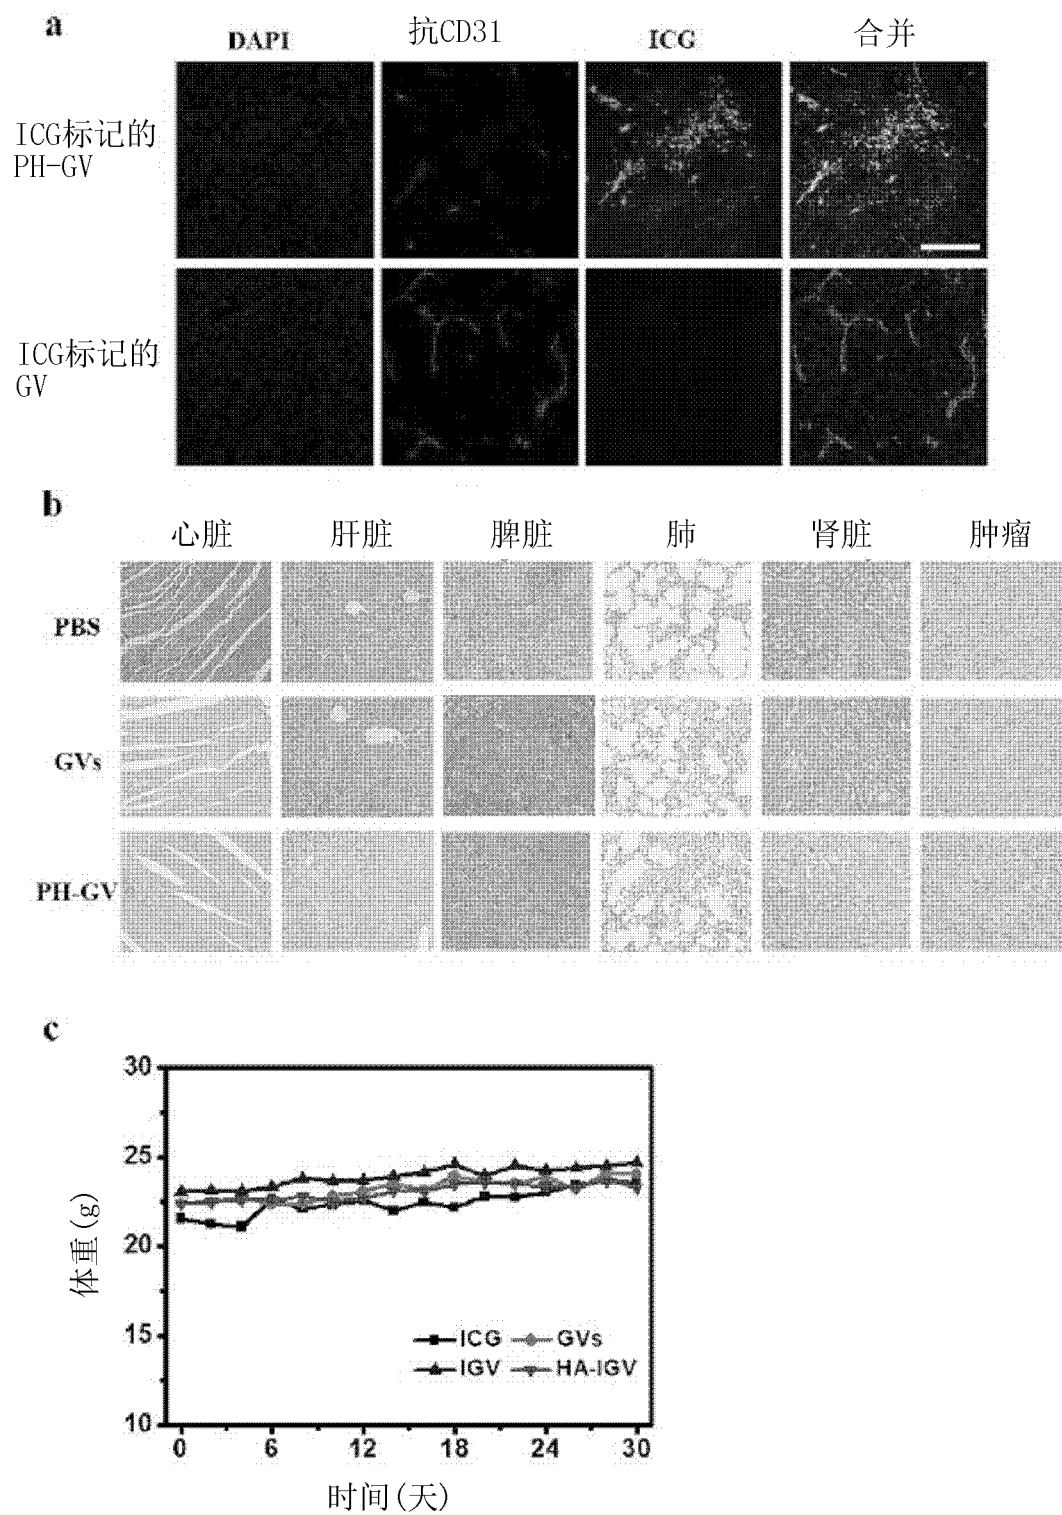 a
DAPI 抗CD31 ICG 合并
ICG标记的
PH-GV
ICG标记的
GV
b
心脏 肝脏 脾脏 肺 肾脏 肿瘤
PBS
GVs
PH-GV
c
30
25
20
15
10
体重(g)
ICG GVs
IGV HA-IGV
0 6 12 18 24 30
时间(天)